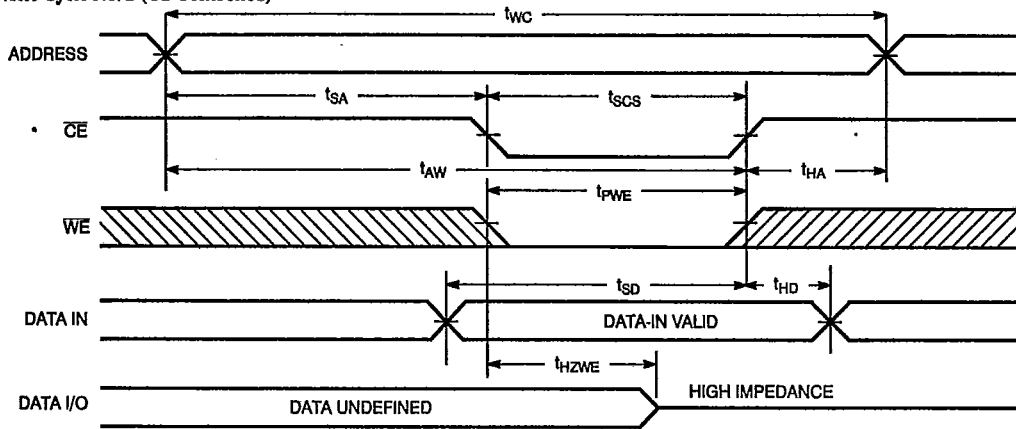 t_WC
ADDRESS
t_SA
t_SCS
CE
t_AW
t_HA
t_PWE
WE
t_SD
t_HD
DATA IN
DATA-IN VALID
t_HZWE
DATA I/O
DATA UNDEFINED
HIGH IMPEDANCE